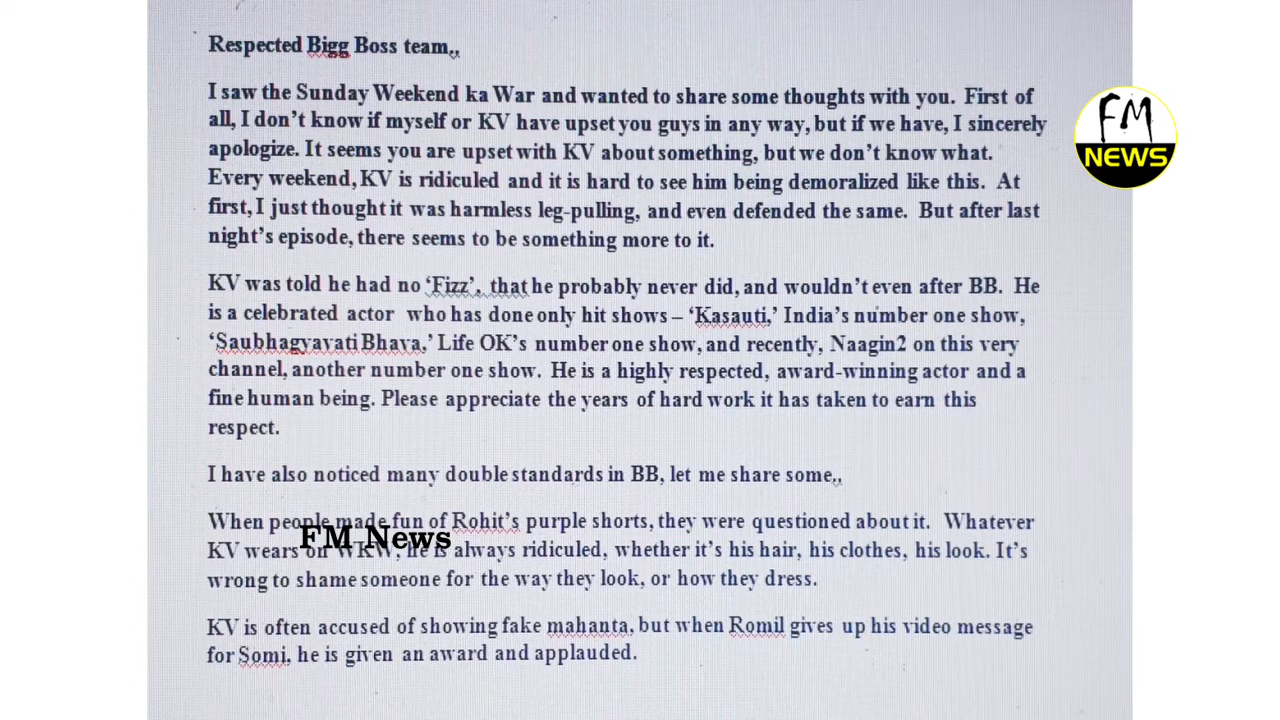 Respected Bigg Boss team,,
I saw the Sunday Weekend ka War and wanted to share some thoughts with you. First of
all, I don't know if myself or KV have upset you guys in any way, but if we have, I sincerely
apologize. It seems you are upset with KV about something, but we don't know what.
Every weekend, KV is ridiculed and it is hard to see him being demoralized like this. At
first, I just thought it was harmless leg-pulling, and even defended the same. But after last
night's episode, there seems to be something more to it.
KV was told he had no 'Fizz', that he probably never did, and wouldn't even after BB. He
is a celebrated actor who has done only hit shows – 'Kasauti,' India's number one show,
'Saubhagyavati Bhava,' Life OK's number one show, and recently, Naagin2 on this very
channel, another number one show. He is a highly respected, award-winning actor and a
fine human being. Please appreciate the years of hard work it has taken to earn this
respect.
I have also noticed many double standards in BB, let me share some,,
When people made fun of Rohit's purple shorts, they were questioned about it. Whatever
KV wears on WKW, he is always ridiculed, whether it's his hair, his clothes, his look. It's
wrong to shame someone for the way they look, or how they dress.
KV is often accused of showing fake mahanta, but when Romil gives up his video message
for Somi, he is given an award and applauded.
FM
NEWS
FM News